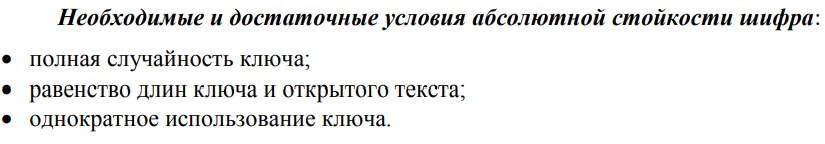 Необходимые и достаточные условия абсолютной стойкости шифра:
• полная случайность ключа;
• равенство длин ключа и открытого текста;
• однократное использование ключа.